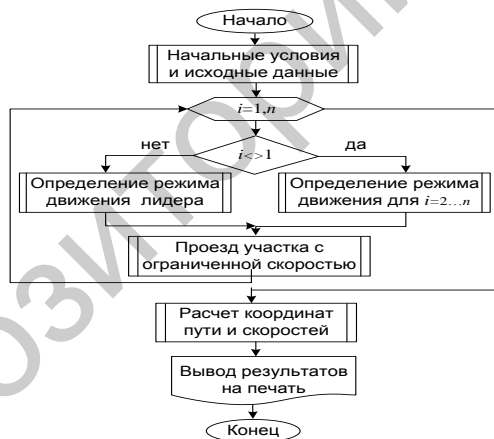 Начало
Начальные условия
и исходные данные
i=1,n
нет
да
i<>1
Определение режима
движения лидера
Определение режима
движения для i=2...n
Проезд участка с
ограниченной скоростью
Расчет координат
пути и скоростей
Вывод результатов
на печать
Конец